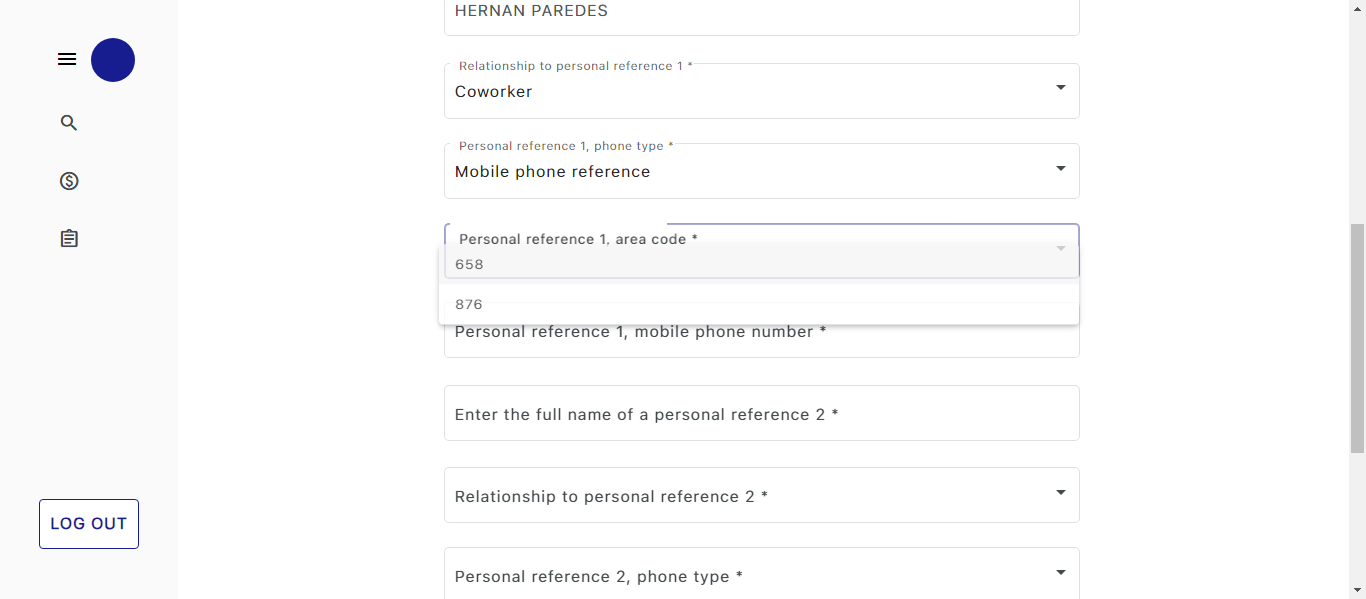 HERNAN PAREDES
Relationship to personal reference 1 *
Coworker
Personal reference 1, phone type *
Mobile phone reference
Personal reference 1, area code *
658
876
Personal reference 1, mobile phone number *
Enter the full name of a personal reference 2 *
Relationship to personal reference 2 *
LOG OUT
Personal reference 2, phone type *